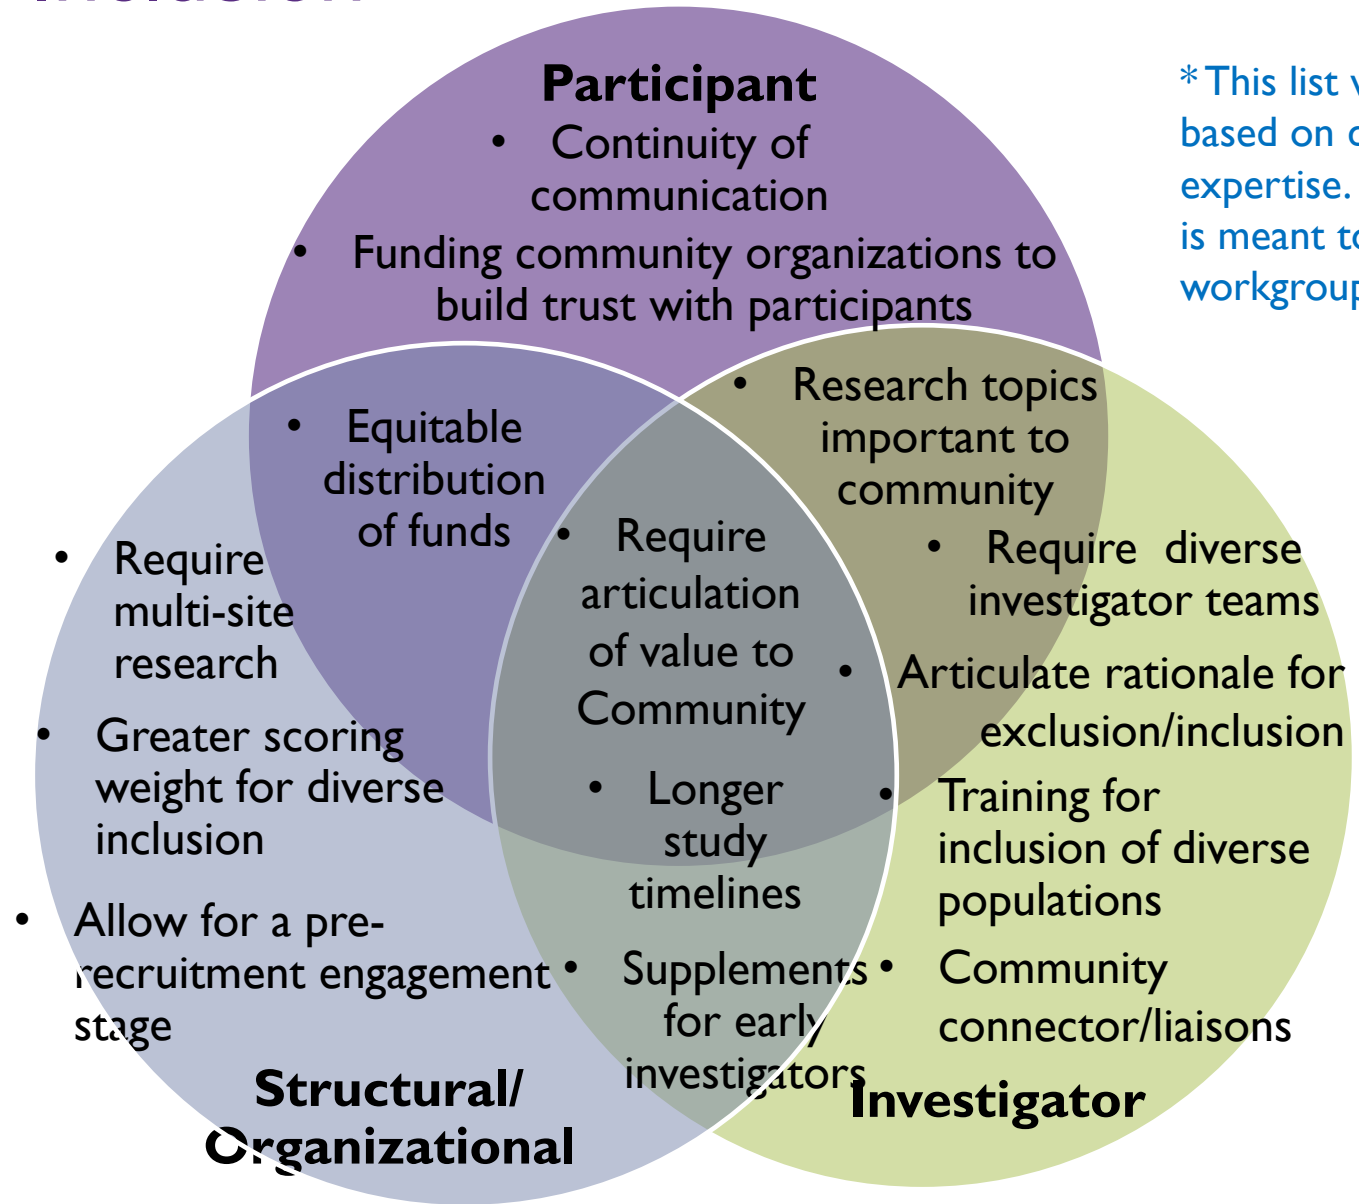 Inclusion
Participant
• Continuity of
communication
• Funding community organizations to
build trust with participants
* This list
based on
expertise.
is meant
workgroup
• Equitable
distribution
of funds
• Research topics
important to
community
• Require
multi-site
research
• Greater scoring
weight for diverse
inclusion
• Allow for a pre-
recruitment engagement
stage
• Require
articulation
of value to
Community
• Longer
study
timelines
• Supplements
for early
investigators
• Require diverse
investigator teams
• Articulate rationale for
exclusion/inclusion
• Training for
inclusion of diverse
populations
• Community
connector/liaisons
Structural/
Organizational
Investigator